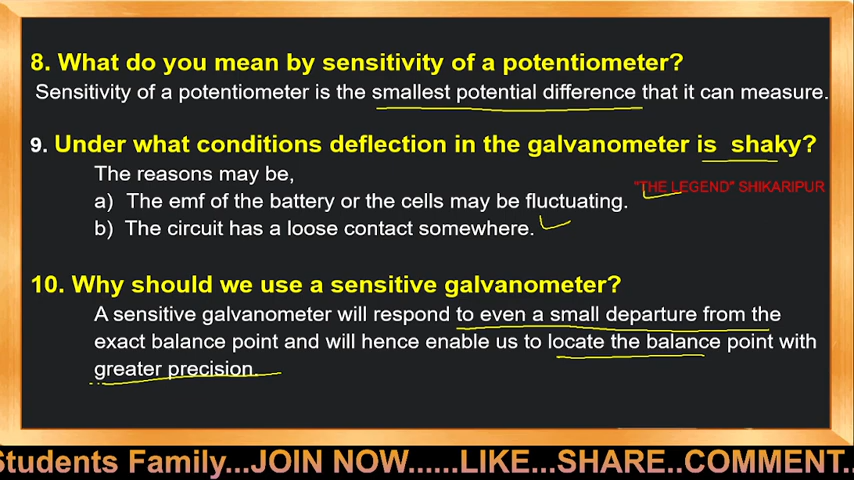 8. What do you mean by sensitivity of a potentiometer?
Sensitivity of a potentiometer is the smallest potential difference that it can measure.
9. Under what conditions deflection in the galvanometer is shaky?
The reasons may be,
"THE LEGEND" SHIKARIPUR
a) The emf of the battery or the cells may be fluctuating.
b) The circuit has a loose contact somewhere.
10. Why should we use a sensitive galvanometer?
A sensitive galvanometer will respond to even a small departure from the
exact balance point and will hence enable us to locate the balance point with
greater precision.
Students Family...JOIN NOW......LIKE...SHARE..COMMENT..